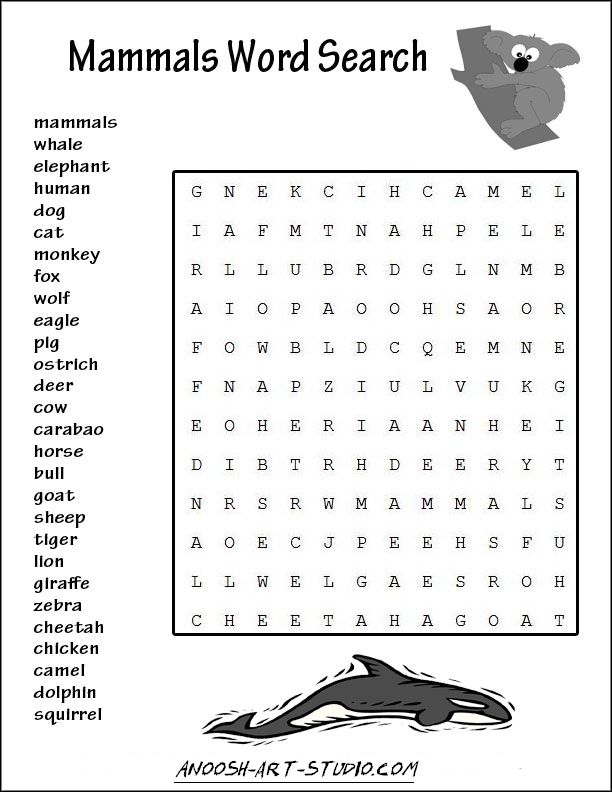 Mammals Word Search
mammals
whale
elephant
human
dog
cat
monkey
fox
wolf
eagle
pig
ostrich
deer
cow
carabao
horse
bull
goat
sheep
tiger
lion
giraffe
zebra
cheetah
chicken
camel
dolphin
squirrel
G N E K C I H C A M E L
I A F M T N A H P E L E
R L L U B R D G L N M B
A I O P A O O H S A O R
F O W B L D C Q E M N E
F N A P Z I U L V U K G
E O H E R I A A N H E I
D I B T R H D E E R Y T
N R S R W M A M M A L S
A O E C J P E E H S F U
L L W E L G A E S R O H
C H E E T A H A G O A T
ANOOSH-ART-STUDIO.COM